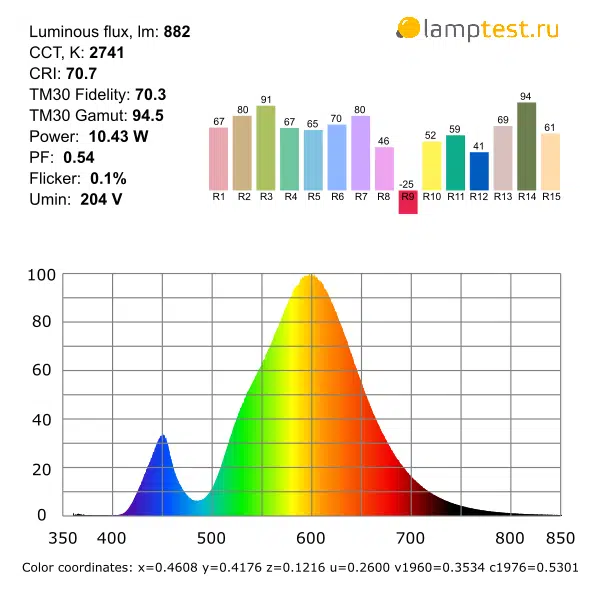 Luminous flux, lm: 882
lamptest.ru
CCT, K: 2741
CRI: 70.7
TM30 Fidelity: 70.3
TM30 Gamut: 94.5
Power: 10.43 W
PF: 0.54
Flicker: 0.1%
Umin: 204 V
67 80 91 67 65 70 80 46 -25 52 59 41 69 94 61
R1 R2 R3 R4 R5 R6 R7 R8 R9 R10 R11 R12 R13 R14 R15
100
80
60
40
20
0
350 400 500 600 700 800 850
Color coordinates: x=0.4608 y=0.4176 z=0.1216 u=0.2600 v1960=0.3534 c1976=0.5301